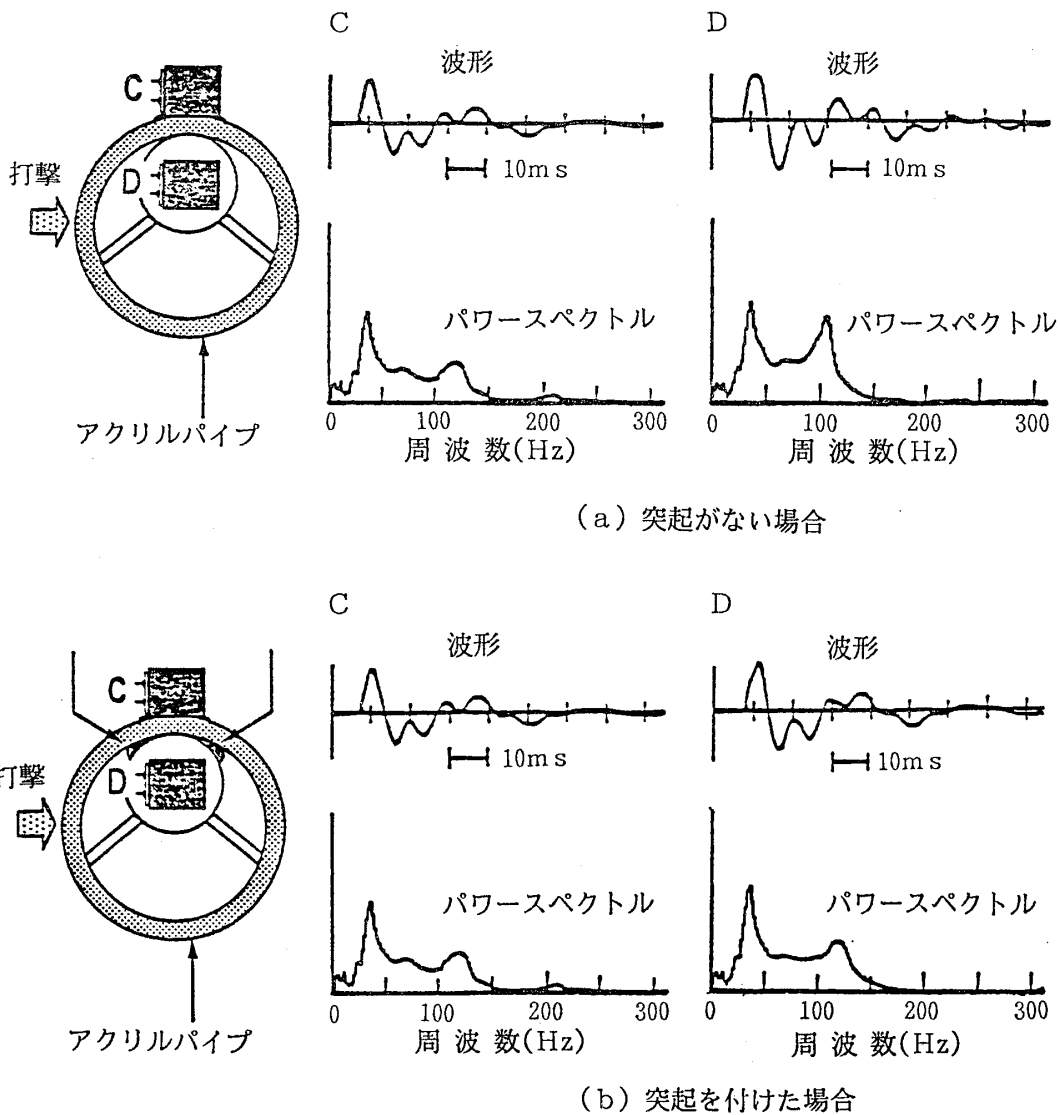 C
波形
10ms
パワースペクトル
0 100 200 300
周波数(Hz)
D
波形
10ms
パワースペクトル
0 100 200 300
周波数(Hz)
C
D
打撃
アクリルパイプ
(a) 突起がない場合
C
波形
10ms
パワースペクトル
0 100 200 300
周波数(Hz)
D
波形
10ms
パワースペクトル
0 100 200 300
周波数(Hz)
C
D
打撃
アクリルパイプ
(b) 突起を付けた場合